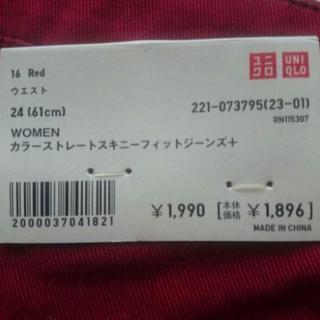 16 Red
ウエスト
24 (61cm)
WOMEN
カラーストレートスキニーフィットジーンズ+
ユニクロ
UNIQLO
221-073795(23-01)
RN115307
2000037041821
¥1,990 [本体価格 ¥1,896]
MADE IN CHINA